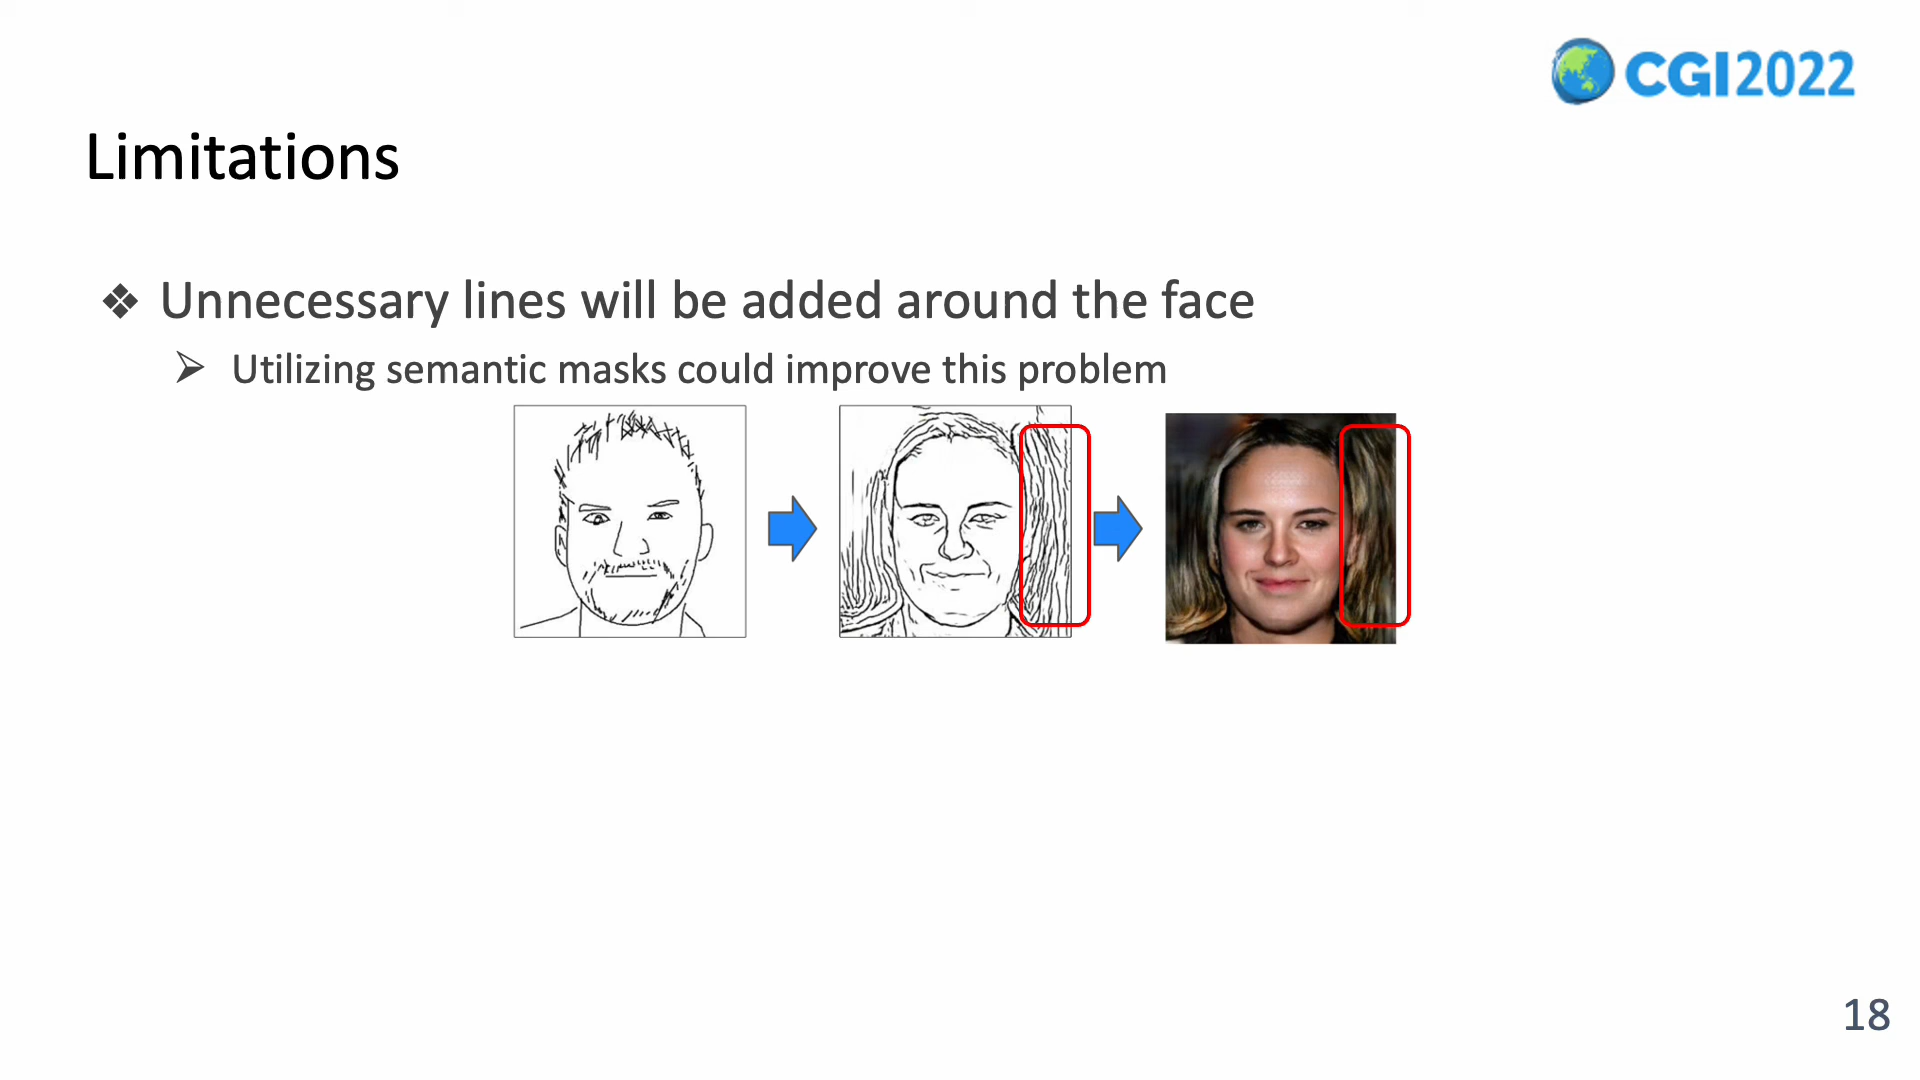 CGI2022
Limitations
❖ Unnecessary lines will be added around the face
➢ Utilizing semantic masks could improve this problem
18